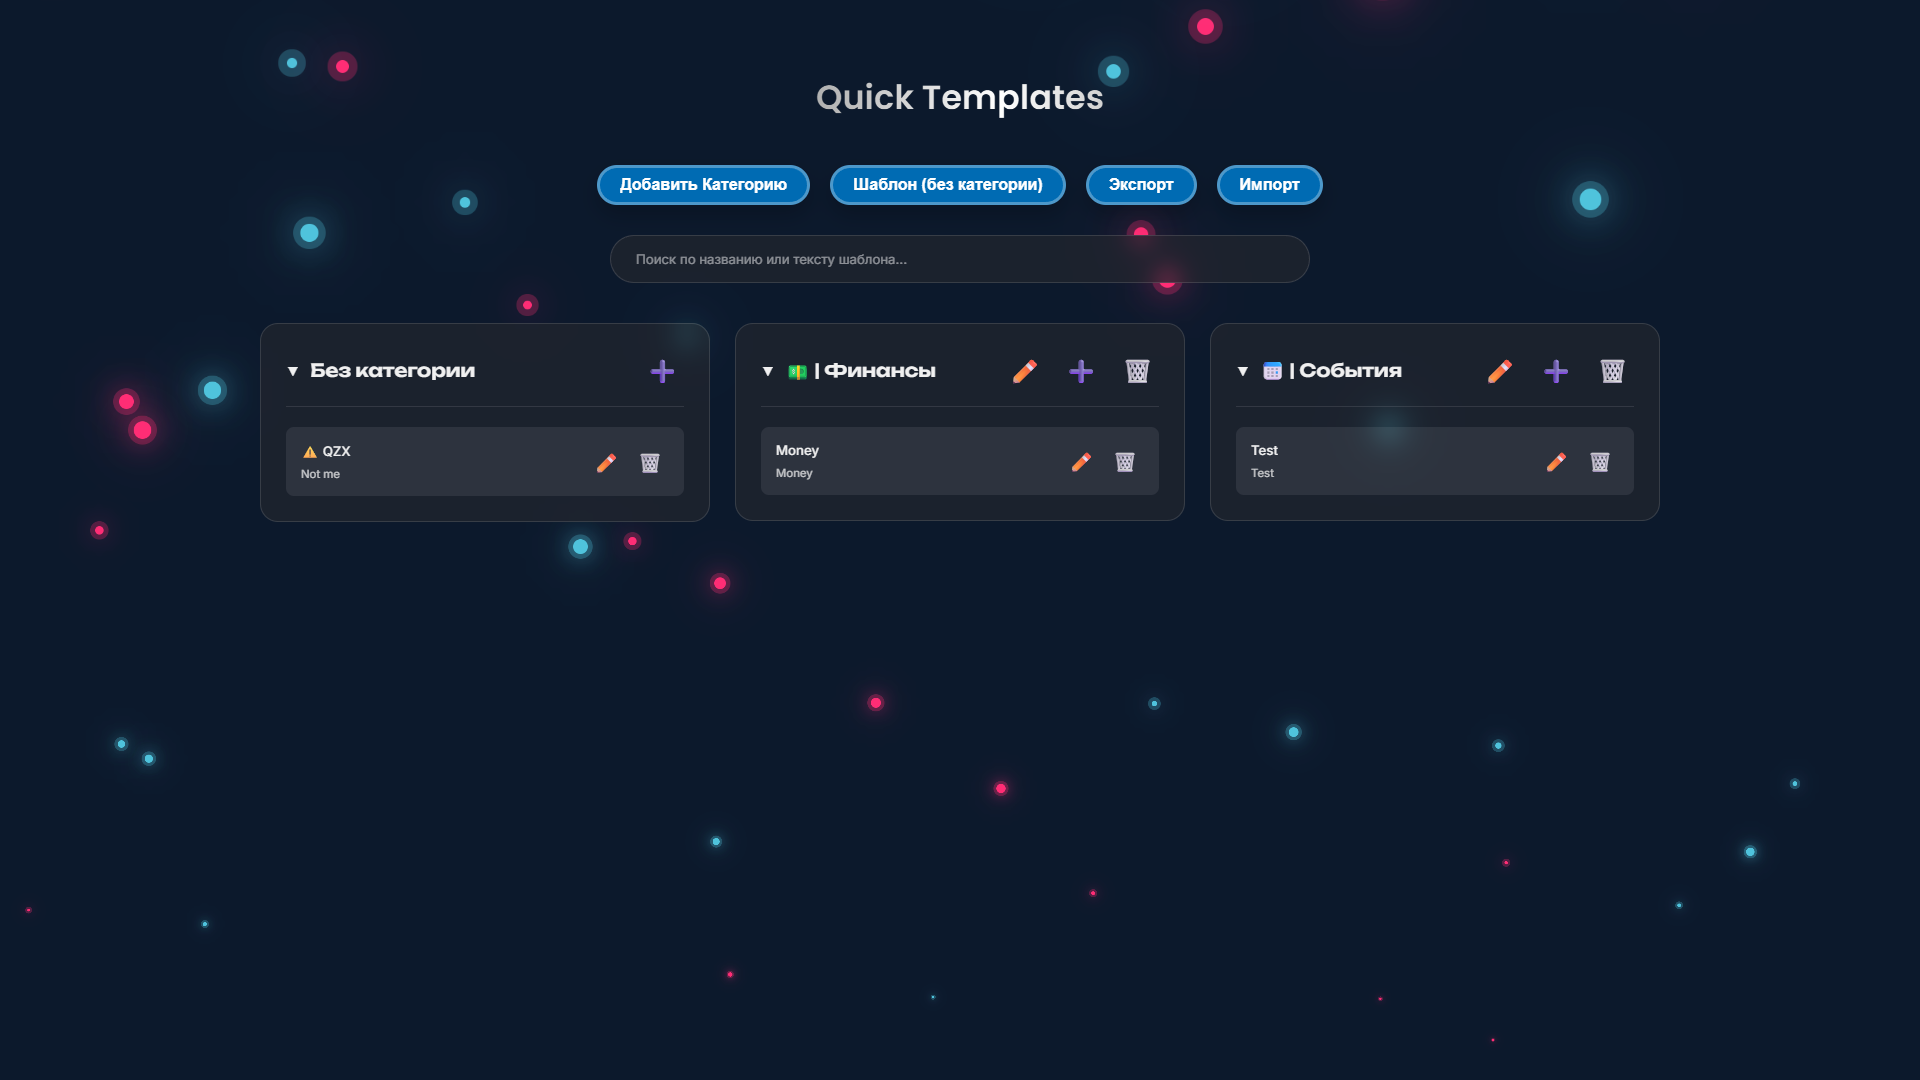 Quick Templates
Добавить Категорию
Шаблон (без категории)
Экспорт
Импорт
Поиск по названию или тексту шаблона...
▼ Без категории
⚠️ QZX
Not me
▼ 💵 | Финансы
Money
Money
▼ 🗓️ | События
Test
Test